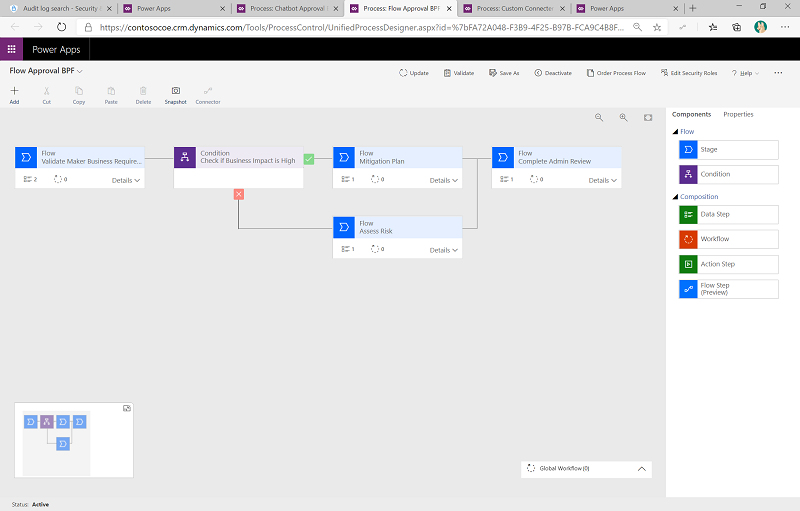 Audit log search - Security &
Power Apps
Process: Chatbot Approval
Process: Flow Approval BPF
Process: Custom Connecter
Power Apps
https://contosocoe.crm.dynamics.com/Tools/ProcessControl/UnifiedProcessDesigner.aspx?id=%7bFA72A048-F3B9-4F25-B97B-FCA9C4B8F...
Power Apps
Flow Approval BPF
Update
Validate
Save As
Deactivate
Order Process Flow
Edit Security Roles
? Help
...
Add
Cut
Copy
Paste
Delete
Snapshot
Connector
Components
Properties
Flow
Validate Maker Business Require...
2
0
Details
Condition
Check if Business Impact is High
Flow
Mitigation Plan
1
0
Details
Flow
Complete Admin Review
1
0
Details
Flow
Assess Risk
1
0
Details
Flow
Stage
Condition
Composition
Data Step
Workflow
Action Step
Flow Step
(Preview)
Global Workflow (0)
Status: Active